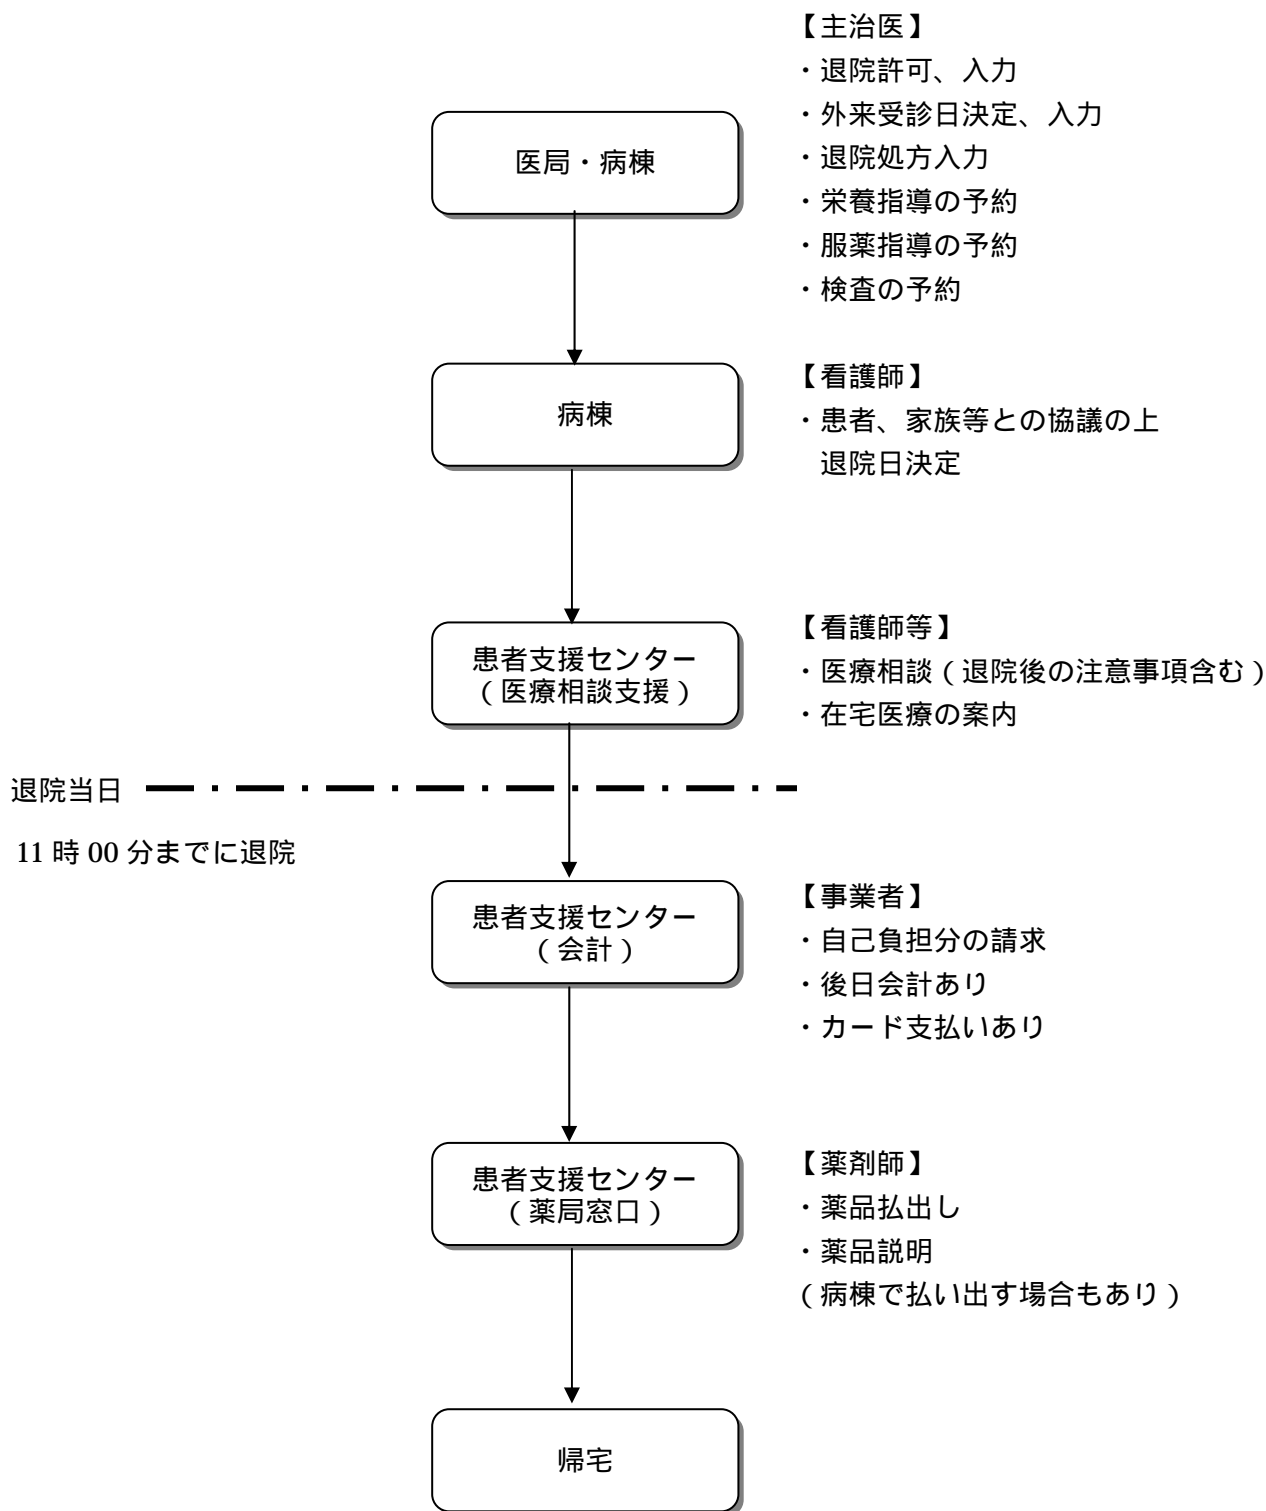 【主治医】
・退院許可、入力
・外来受診日決定、入力
・退院処方入力
・栄養指導の予約
・服薬指導の予約
・検査の予約
医局・病棟
【看護師】
・患者、家族等との協議の上
退院日決定
病棟
【看護師等】
・医療相談（退院後の注意事項含む）
・在宅医療の案内
患者支援センター
（医療相談支援）
退院当日
11 時 00 分までに退院
【事業者】
・自己負担分の請求
・後日会計あり
・カード支払いあり
患者支援センター
（会計）
【薬剤師】
・薬品払出し
・薬品説明
（病棟で払い出す場合もあり）
患者支援センター
（薬局窓口）
帰宅